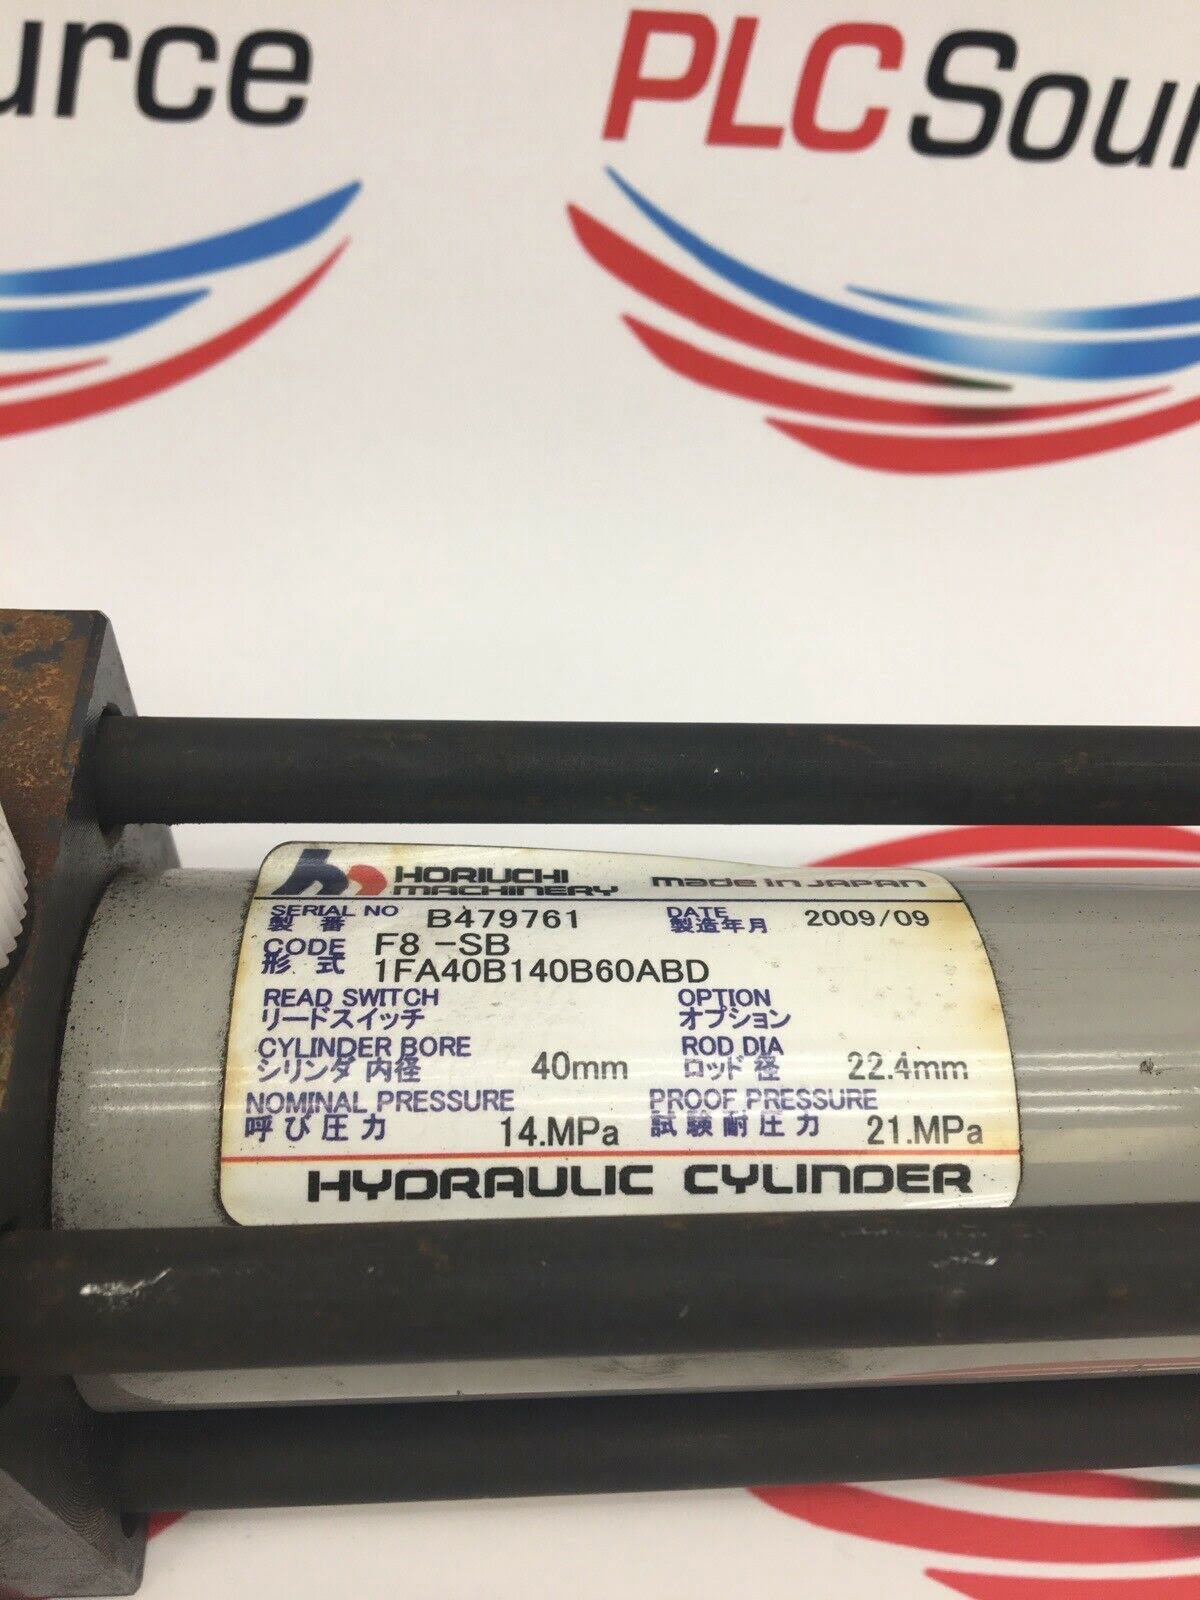 urce
PLC Sour
HORIUCHI
MACHINERY
made in JAPAN
SERIAL NO B479761 DATE 2009/09
製番 製造年月
CODE F8 -SB
形式 1FA40B140B60ABD
READ SWITCH OPTION
リードスイッチ オプション
CYLINDER BORE ROD DIA
シリンダ内径 40mm ロッド径 22.4mm
NOMINAL PRESSURE PROOF PRESSURE
呼び圧力 14.MPa 試験耐圧力 21.MPa
HYDRAULIC CYLINDER